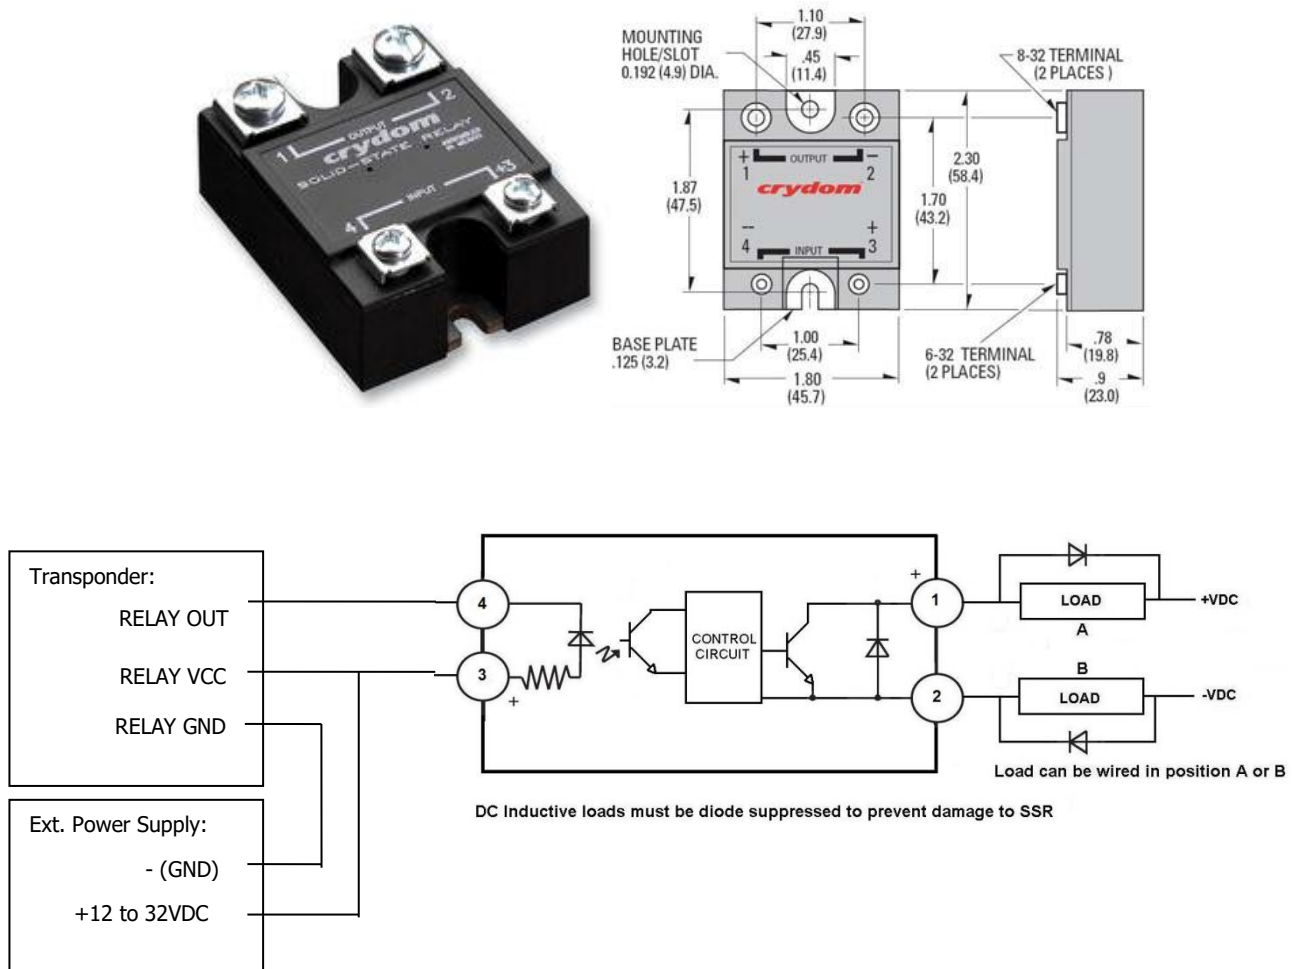 1
OUTPUT
2
crydom
SOLID-STATE RELAY
4
INPUT
+3
MOUNTING
HOLE/SLOT
0.192 (4.9) DIA.
1.10
(27.9)
.45
(11.4)
8-32 TERMINAL
(2 PLACES )
1.87
(47.5)
+
OUTPUT
–
1
2
crydom
--
+
4
INPUT
3
2.30
(58.4)
1.70
(43.2)
BASE PLATE
.125 (3.2)
1.00
(25.4)
1.80
(45.7)
6-32 TERMINAL
(2 PLACES)
.78
(19.8)
.9
(23.0)
Transponder:
RELAY OUT
RELAY VCC
RELAY GND
Ext. Power Supply:
- (GND)
+12 to 32VDC
4
3
+
CONTROL
CIRCUIT
+
1
2
LOAD
A
+VDC
B
LOAD
-VDC
Load can be wired in position A or B
DC Inductive loads must be diode suppressed to prevent damage to SSR